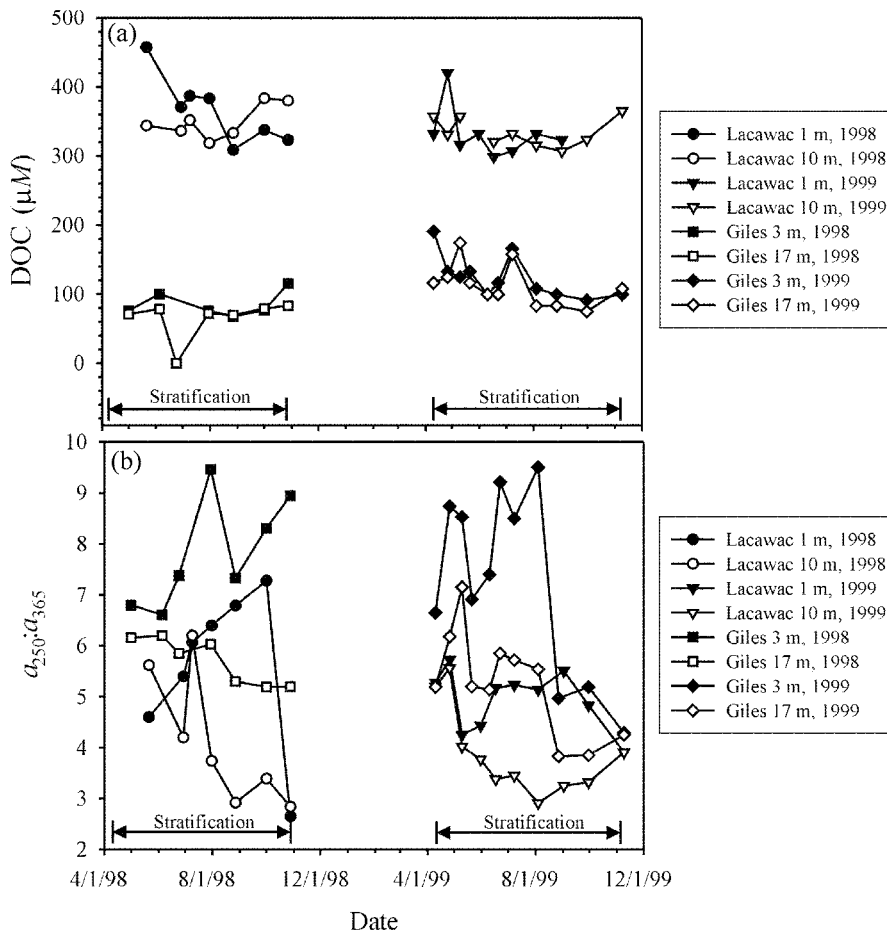 (a)
500
400
300
200
100
0
DOC (μM)
Stratification
Stratification
Lacawac 1 m, 1998
Lacawac 10 m, 1998
Lacawac 1 m, 1999
Lacawac 10 m, 1999
Giles 3 m, 1998
Giles 17 m, 1998
Giles 3 m, 1999
Giles 17 m, 1999
(b)
10
9
8
7
6
5
4
3
2
a250:a365
Stratification
Stratification
Lacawac 1 m, 1998
Lacawac 10 m, 1998
Lacawac 1 m, 1999
Lacawac 10 m, 1999
Giles 3 m, 1998
Giles 17 m, 1998
Giles 3 m, 1999
Giles 17 m, 1999
4/1/98 8/1/98 12/1/98 4/1/99 8/1/99 12/1/99
Date